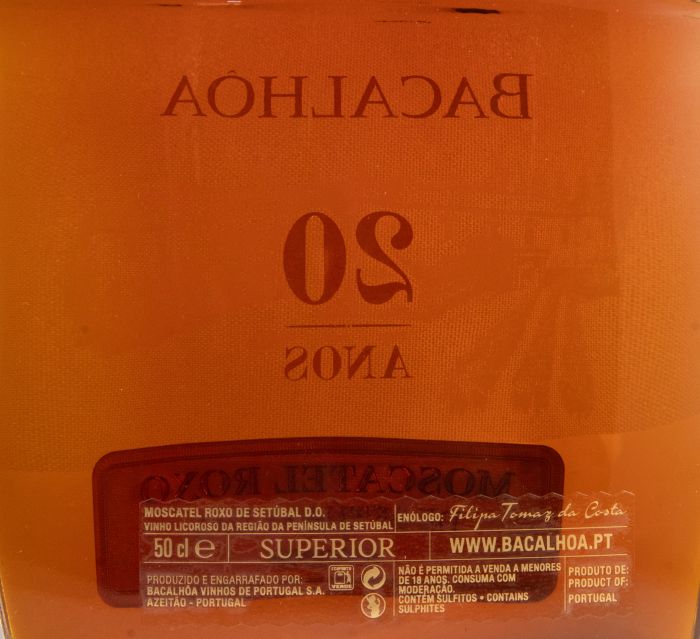 BACALHÔA
20
ANOS
MOSCATEL ROXO
MOSCATEL ROXO DE SETÚBAL D.O.
VINHO LICOROSO DA REGIÃO DA PENÍNSULA DE SETÚBAL
ENÓLOGO: Filipa Tomaz da Costa
50 cl e
SUPERIOR
WWW.BACALHOA.PT
PRODUZIDO E ENGARRAFADO POR:
BACALHÔA VINHOS DE PORTUGAL S.A.
AZEITÃO - PORTUGAL
NÃO É PERMITIDA A VENDA A MENORES
DE 18 ANOS. CONSUMA COM
MODERAÇÃO.
CONTÉM SULFITOS • CONTAINS
SULPHITES
PRODUTO DE:
PRODUCT OF:
PORTUGAL